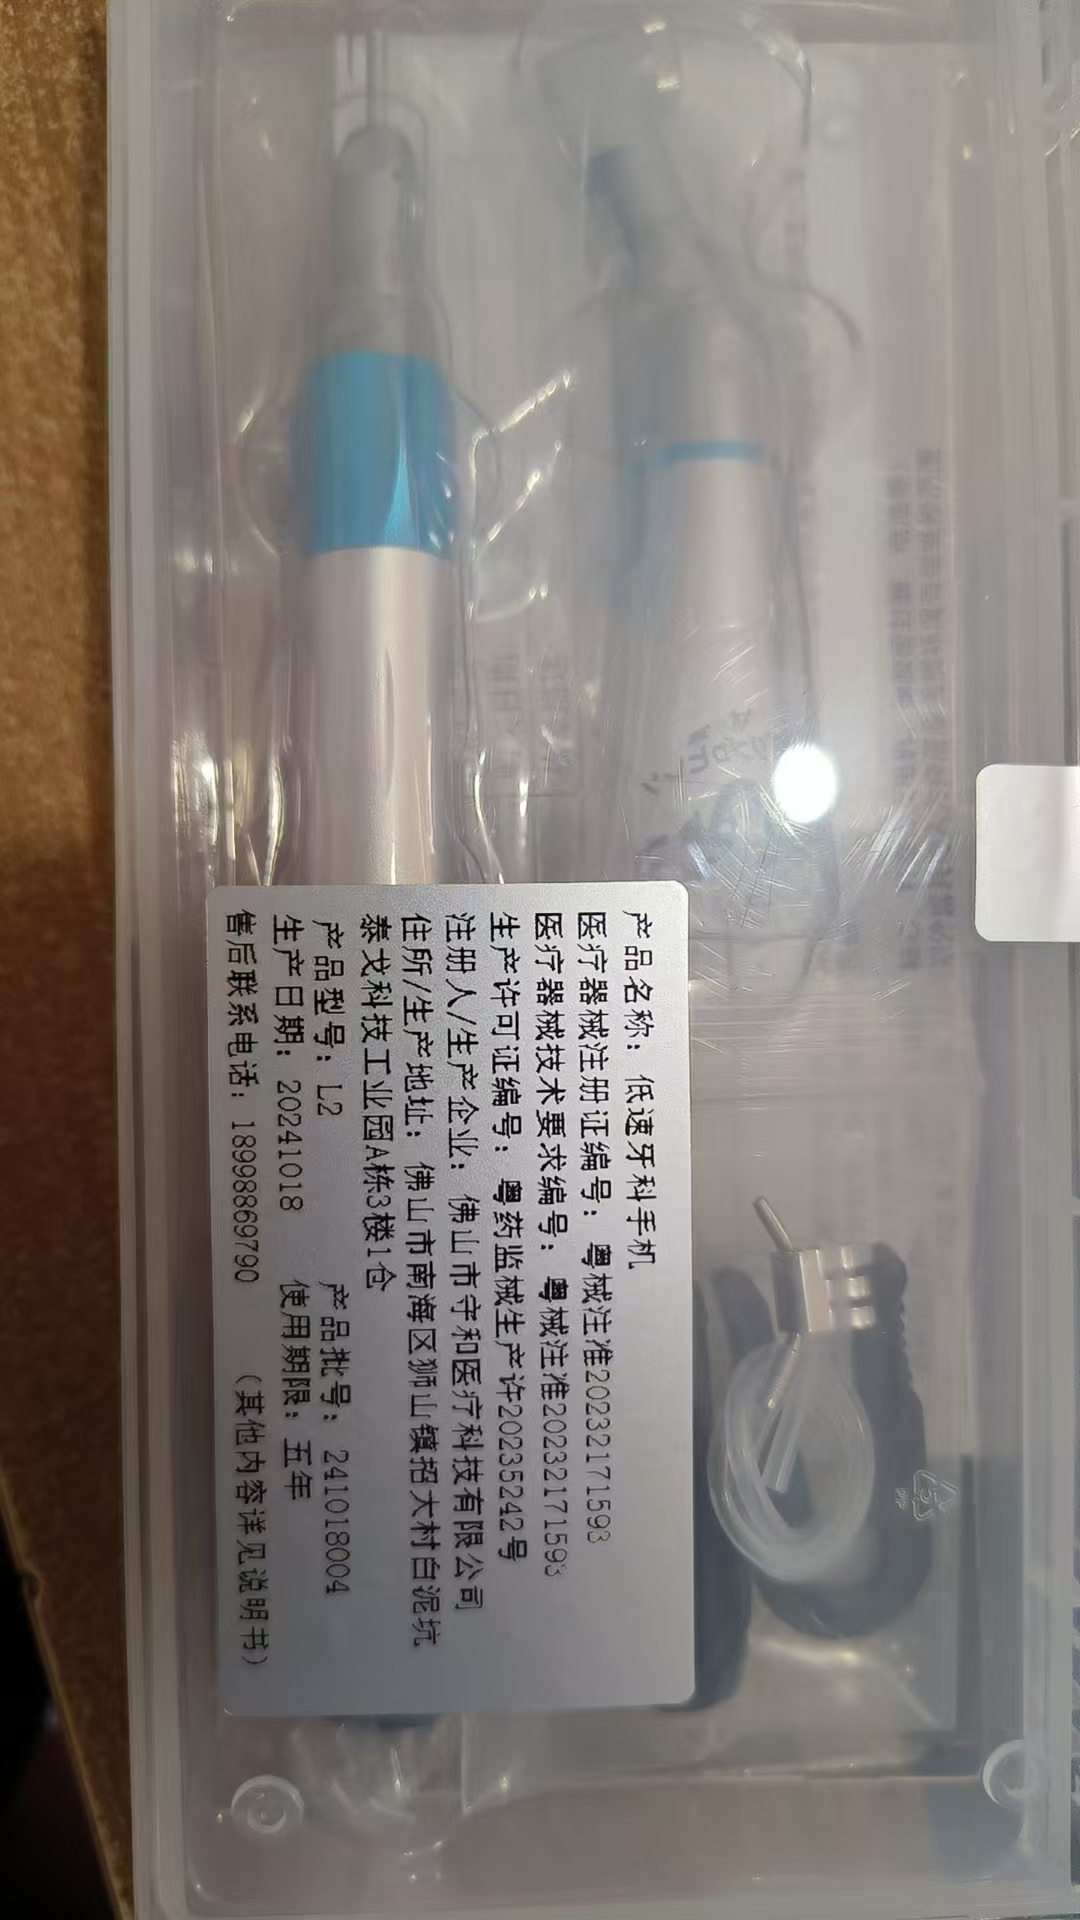 产品名称：低速牙科手机
医疗器械注册证编号：粤械注准20232171593
医疗器械技术要求编号：粤械注准20232171593
生产许可证编号：粤药监械生产许20235242号
注册人/生产企业：佛山市守和医疗科技有限公司
住所/生产地址：佛山市南海区狮山镇招大村白泥坑
泰戈科技工业园A栋3楼1仓
产品型号：L2 产品批号：241018004
生产日期：20241018 使用期限：五年
售后联系电话：18998869790 （其他内容详见说明书）
5
PP